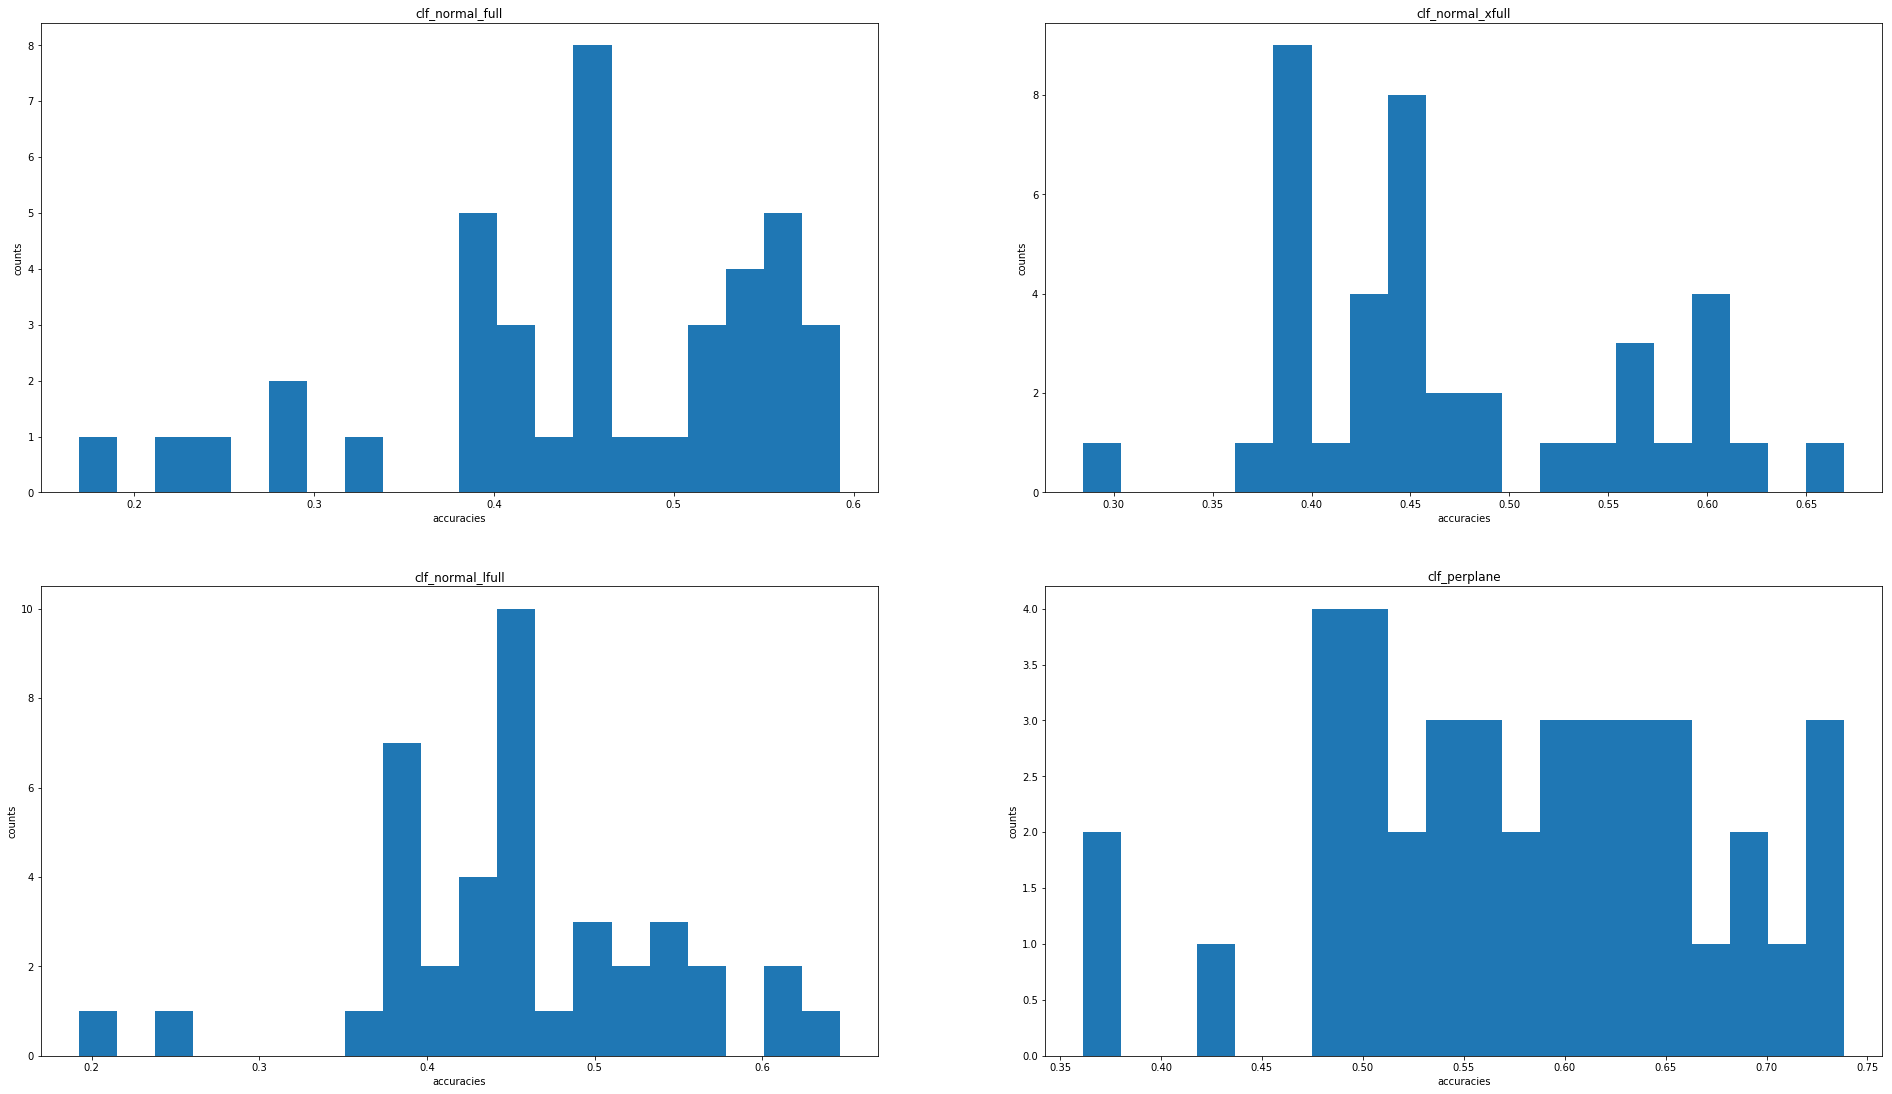 clf_normal_full
8
7
6
5
4
3
2
1
0
counts
0.2 0.3 0.4 0.5 0.6
accuracies
clf_normal_xfull
8
6
4
2
0
counts
0.30 0.35 0.40 0.45 0.50 0.55 0.60 0.65
accuracies
clf_normal_lfull
10
8
6
4
2
0
counts
0.2 0.3 0.4 0.5 0.6
accuracies
clf_perplane
4.0
3.5
3.0
2.5
2.0
1.5
1.0
0.5
0.0
counts
0.35 0.40 0.45 0.50 0.55 0.60 0.65 0.70 0.75
accuracies